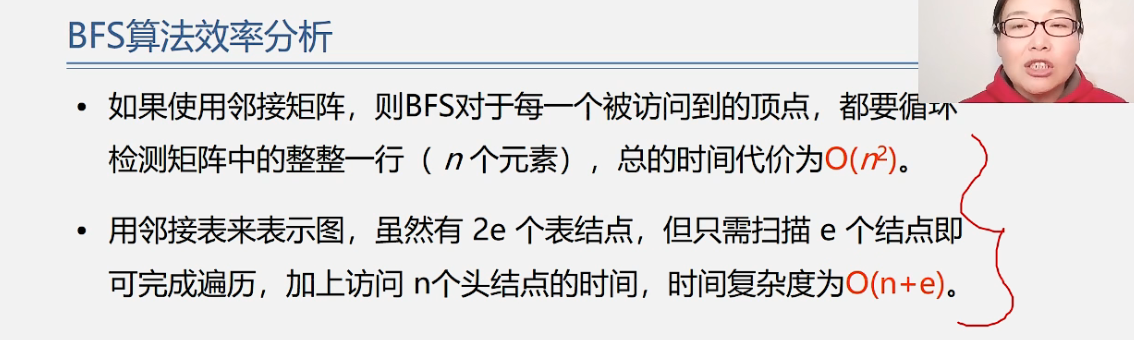 BFS算法效率分析
• 如果使用邻接矩阵，则BFS对于每一个被访问到的顶点，都要循环
检测矩阵中的整整一行（ n 个元素），总的时间代价为O(n²)。
• 用邻接表来表示图，虽然有 2e 个表结点，但只需扫描 e 个结点即
可完成遍历，加上访问 n个头结点的时间，时间复杂度为O(n+e)。